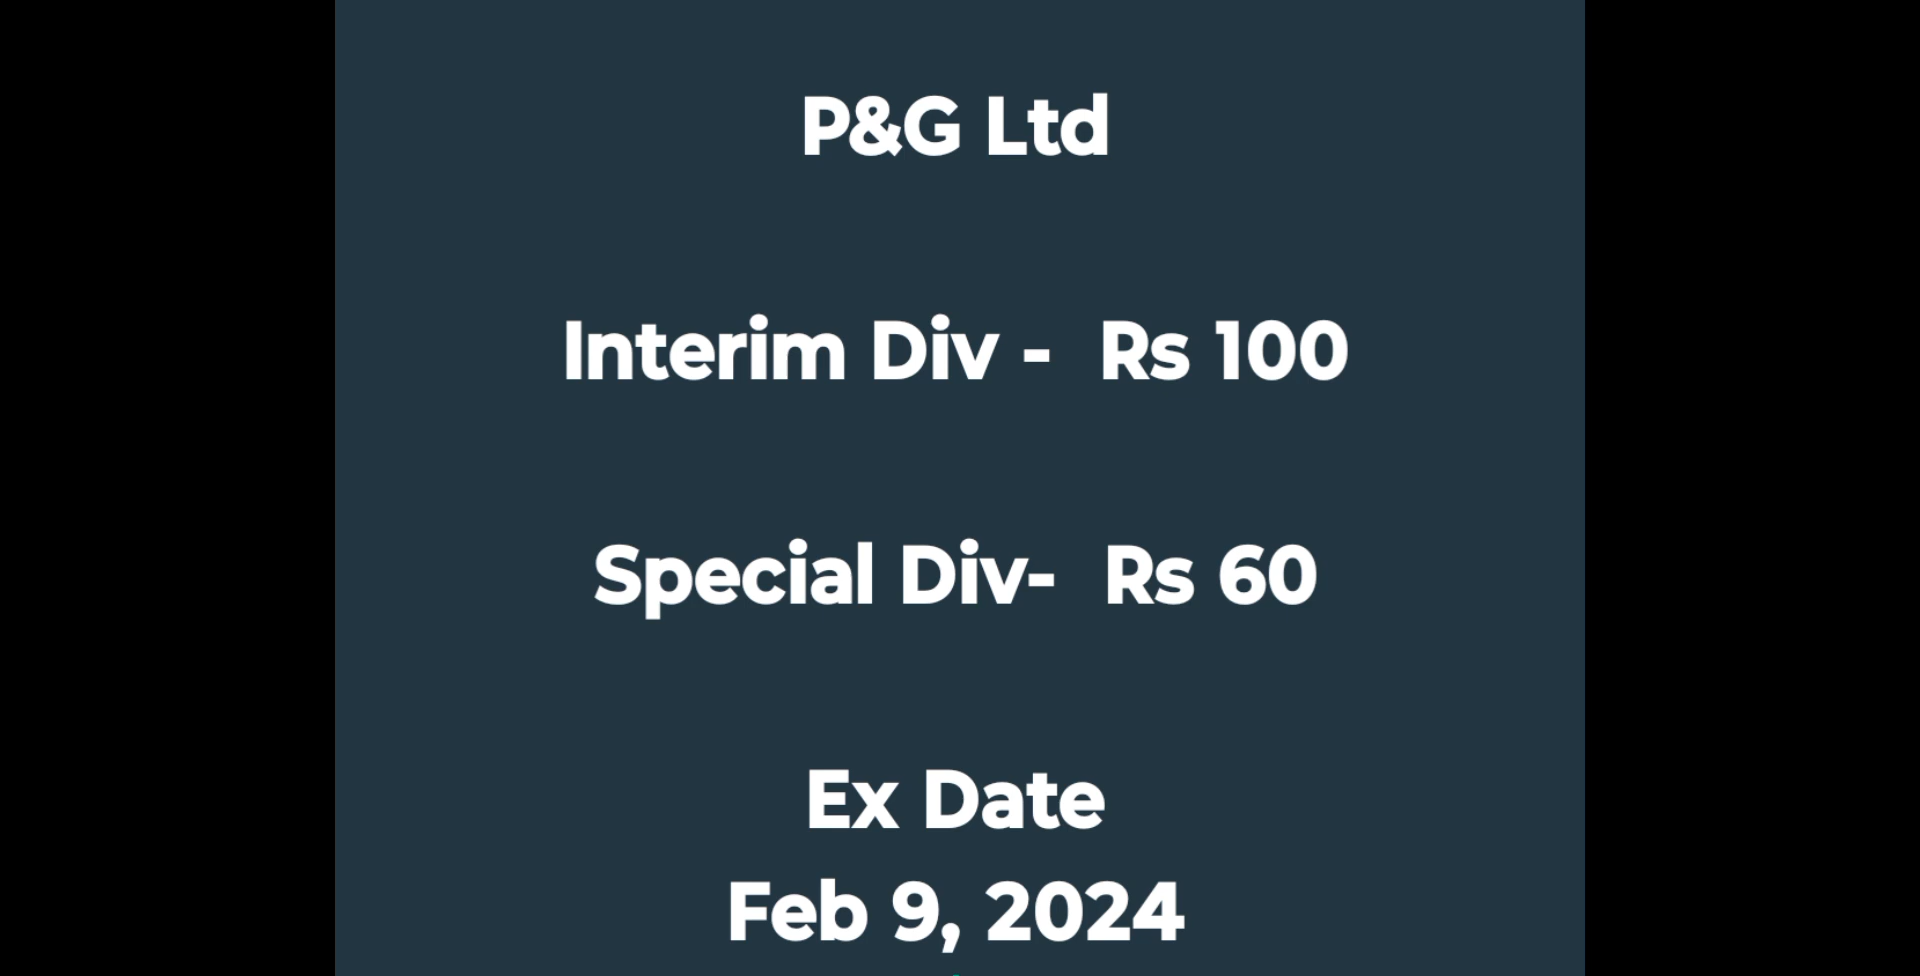 P&G Ltd
Interim Div - Rs 100
Special Div- Rs 60
Ex Date
Feb 9, 2024